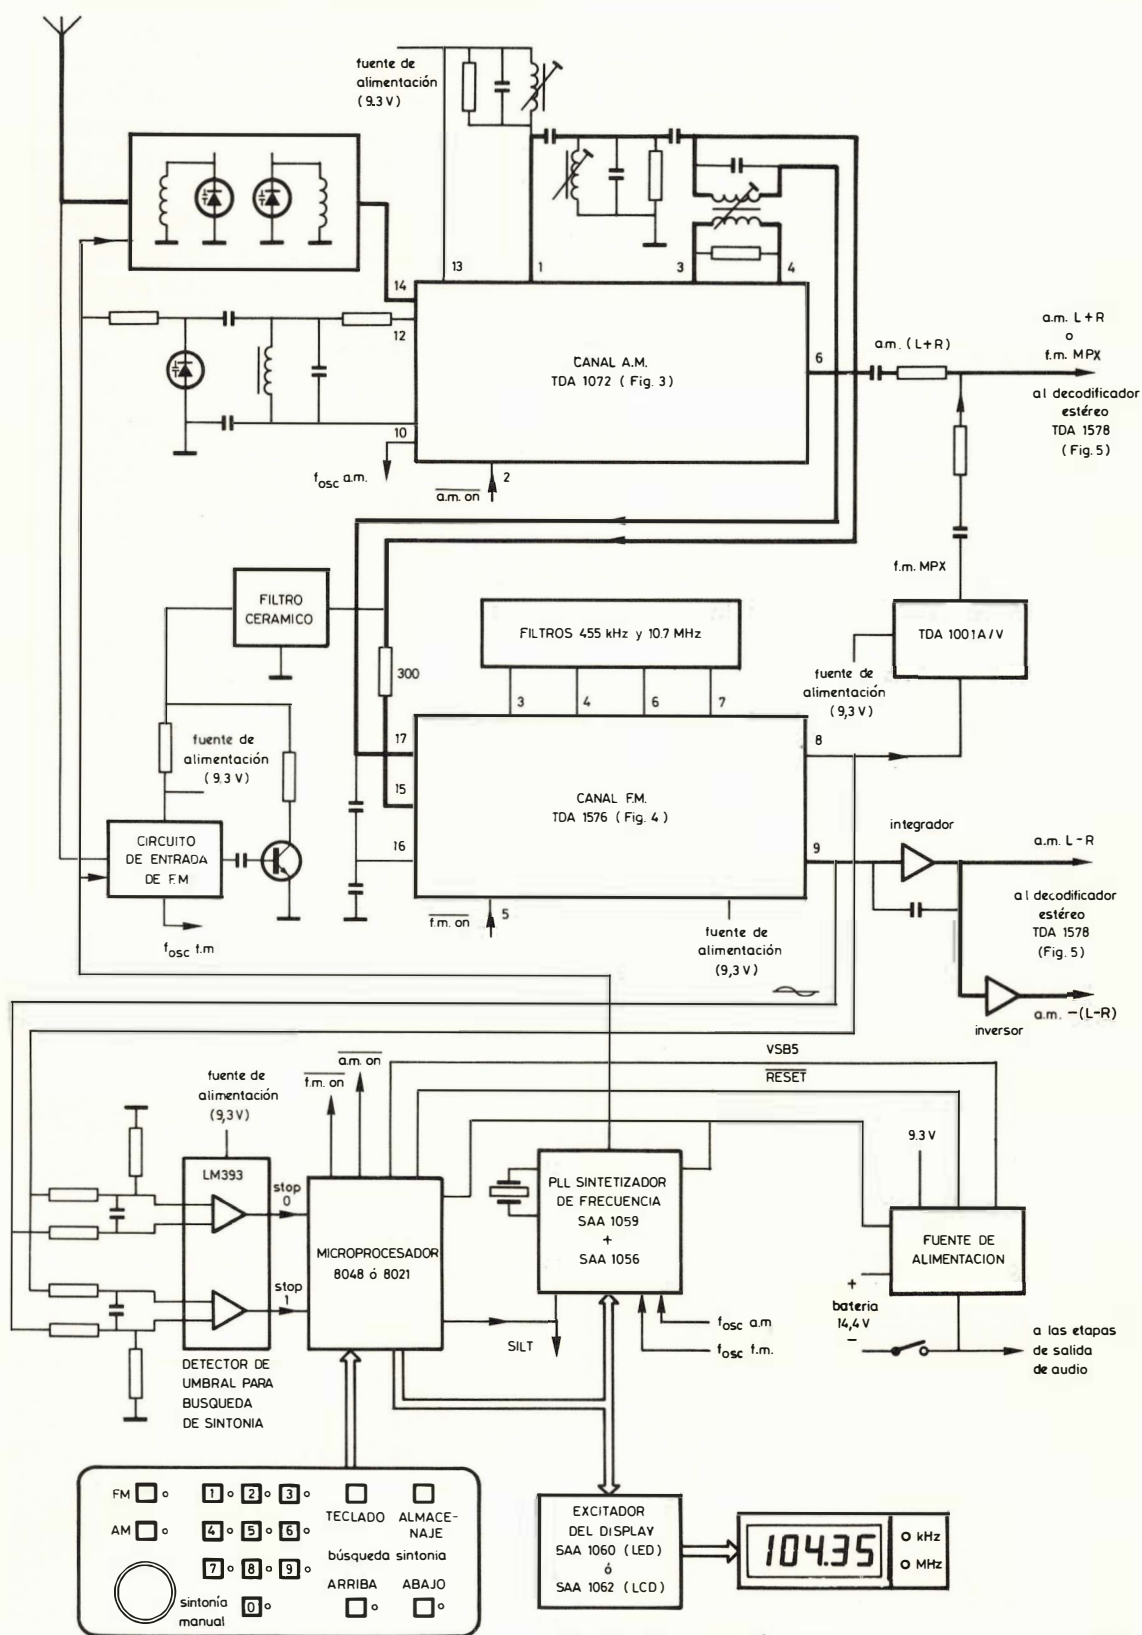 fuente de
alimentación
(9.3 V)
13
1
3
4
14
12
10
CANAL A.M.
TDA 1072 (Fig. 3)
6
a.m. (L+R)
a.m. L+R
o
f.m. MPX
al decodificador
estéreo
TDA 1578
(Fig. 5)
fosc a.m.
a.m. on
2
FILTRO
CERAMICO
300
FILTROS 455 kHz y 10.7 MHz
3
4
6
7
f.m. MPX
TDA 1001A/V
fuente de
alimentación
(9,3 V)
fuente de
alimentación
(9.3 V)
17
15
16
CANAL F.M.
TDA 1576 (Fig. 4)
8
9
CIRCUITO
DE ENTRADA
DE F.M
fosc f.m
f.m. on
5
fuente de
alimentación
(9,3 V)
integrador
a.m. L-R
al decodificador
estéreo
TDA 1578
(Fig. 5)
inversor
a.m. -(L-R)
VSB5
RESET
fuente de
alimentación
(9,3 V)
f.m. on
a.m. on
LM393
stop
0
stop
1
DETECTOR DE
UMBRAL PARA
BUSQUEDA
DE SINTONIA
MICROPROCESADOR
8048 ó 8021
SILT
PLL SINTETIZADOR
DE FRECUENCIA
SAA 1059
+
SAA 1056
fosc a.m
fosc f.m.
9.3 V
FUENTE DE
ALIMENTACION
+
bateria
14,4 V
-
a las etapas
de salida
de audio
FM
AM
1 2 3
4 5 6
7 8 9
0
TECLADO
ALMACE-
NAJE
búsqueda sintonia
ARRIBA
ABAJO
sintonía
manual
EXCITADOR
DEL DISPLAY
SAA 1060 (LED)
ó
SAA 1062 (LCD)
104.35
kHz
MHz